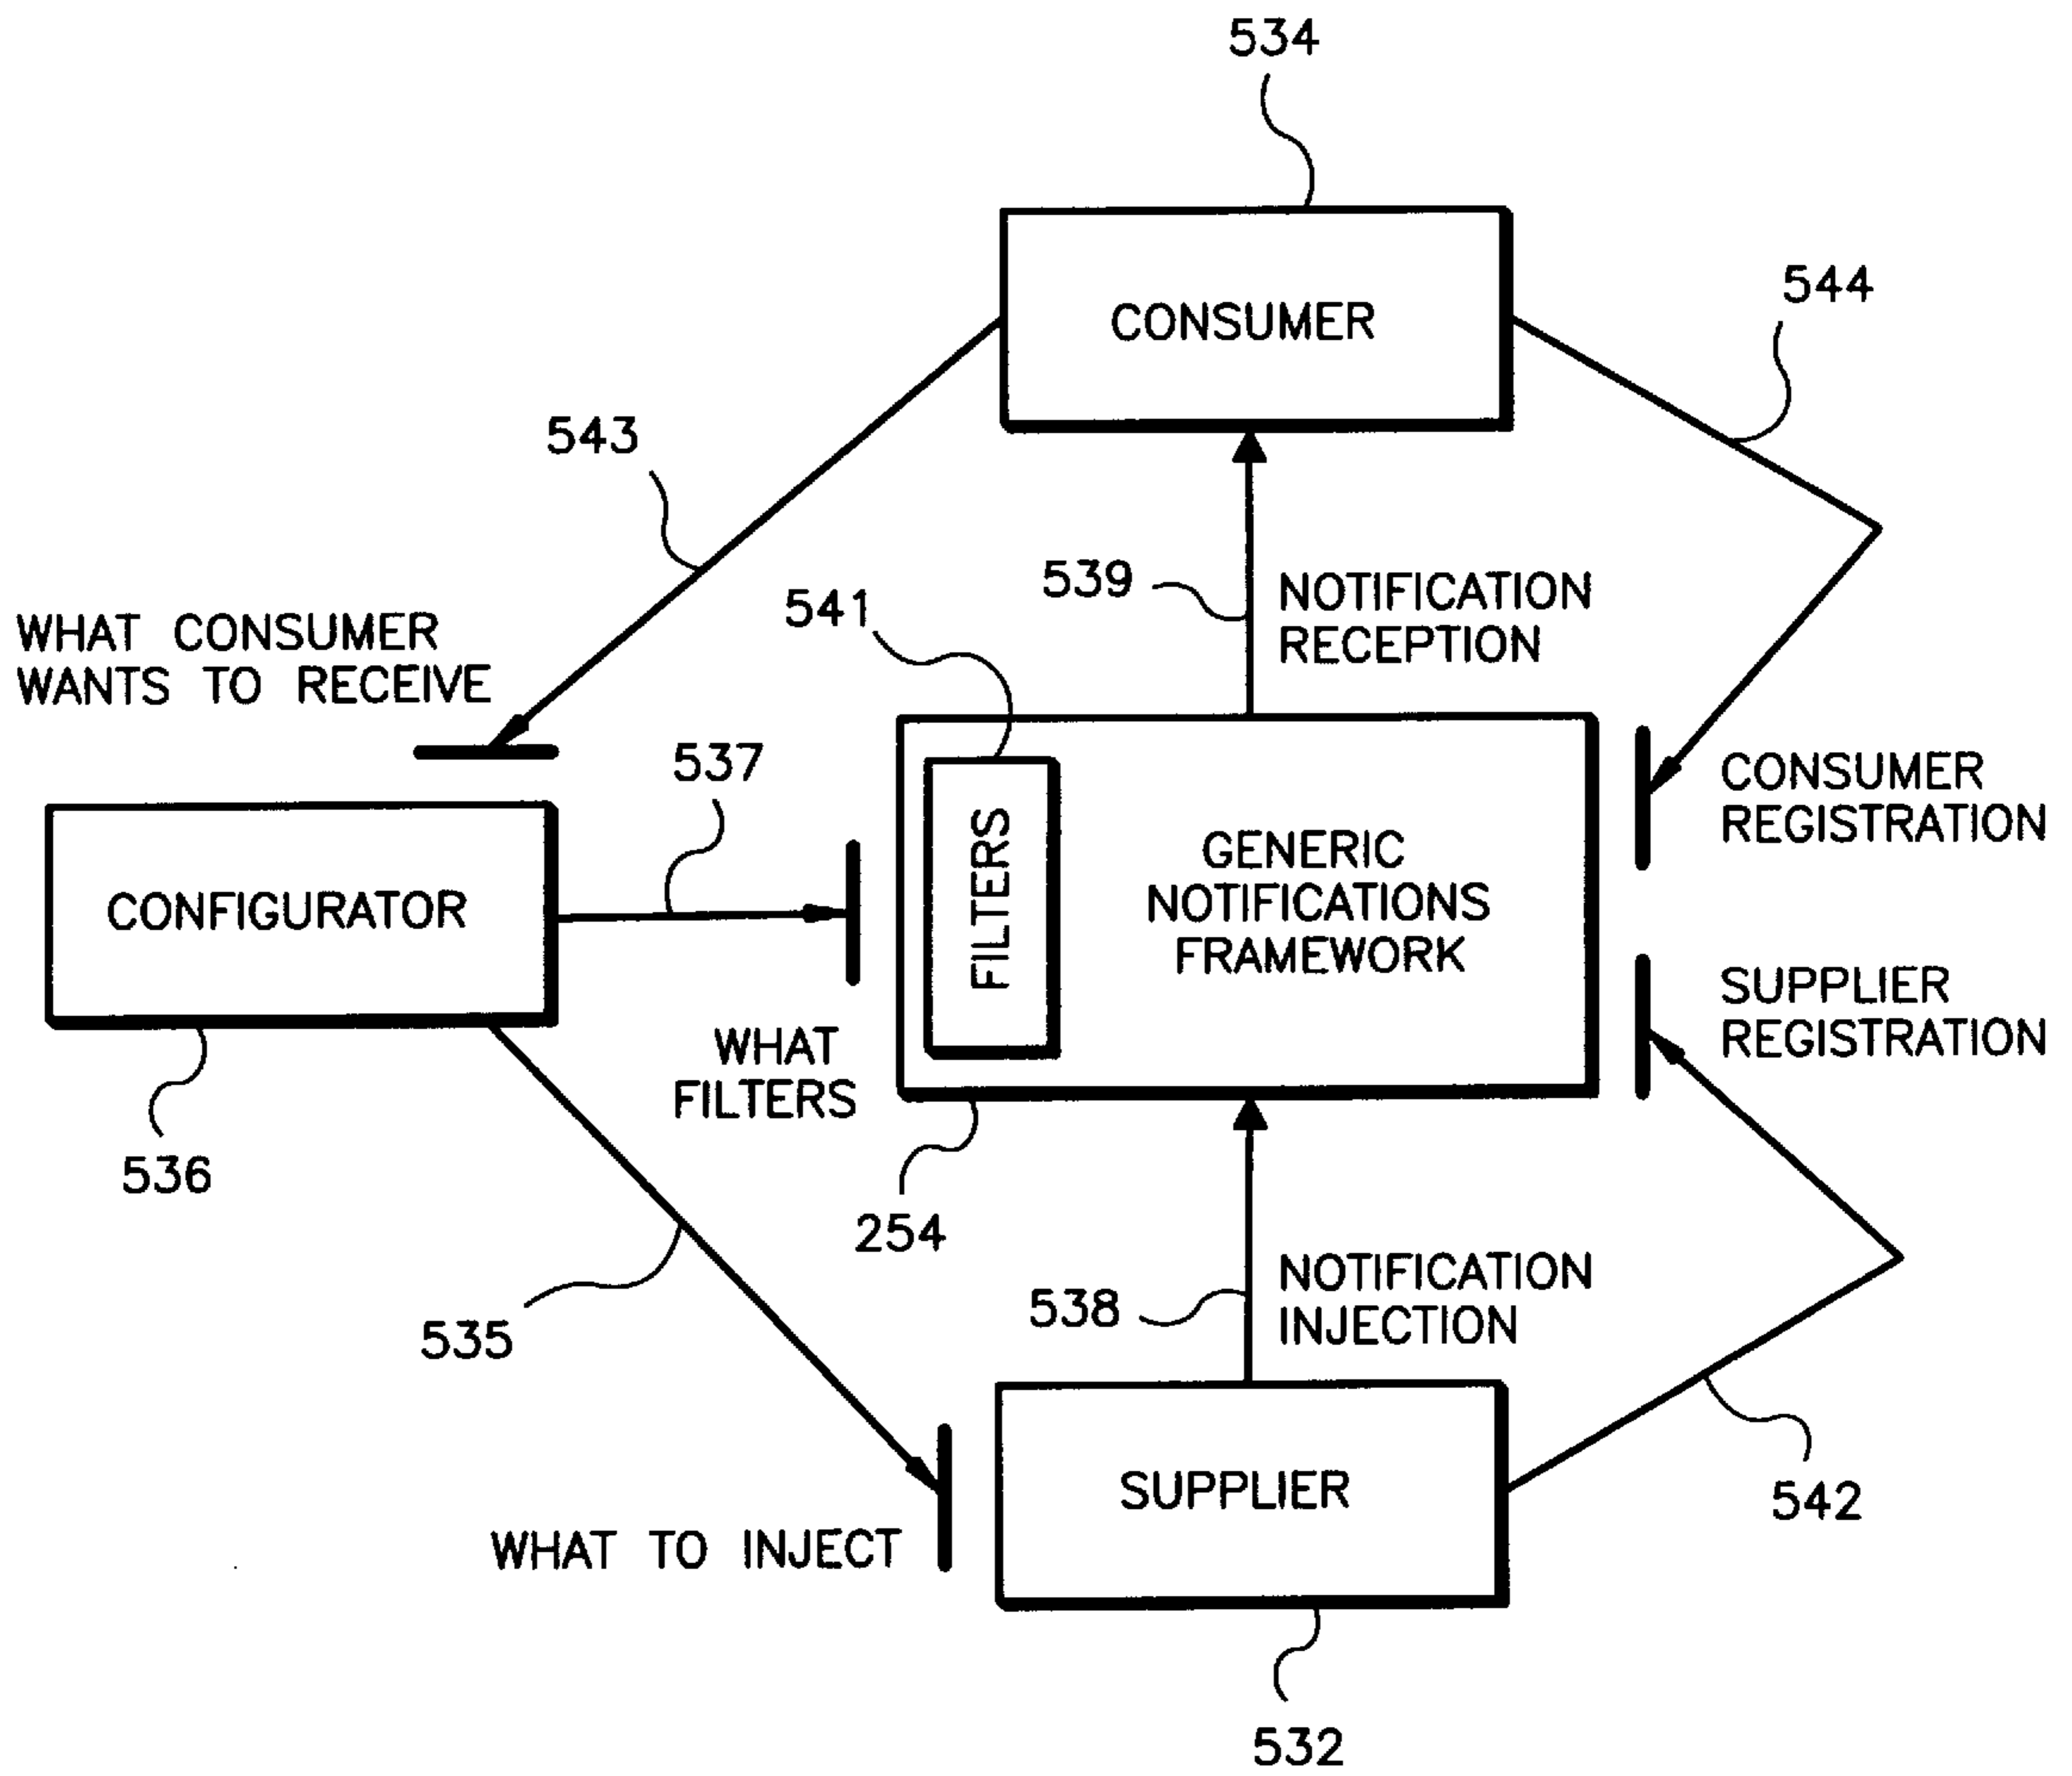 534
CONSUMER
544
543
539
NOTIFICATION
RECEPTION
541
WHAT CONSUMER
WANTS TO RECEIVE
537
CONSUMER
REGISTRATION
CONFIGURATOR
FILTERS
GENERIC
NOTIFICATIONS
FRAMEWORK
SUPPLIER
REGISTRATION
WHAT
FILTERS
536
254
535
538
NOTIFICATION
INJECTION
SUPPLIER
542
WHAT TO INJECT
532